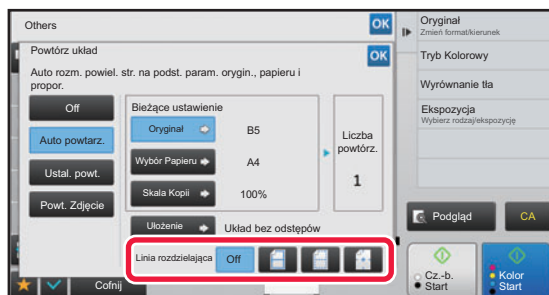 Others
OK
Powtórz układ
OK
Auto rozm. powiel. str. na podst. param. orygin., papieru i
propor.
Off
Auto powtarz.
Ustal. powt.
Powt. Zdjęcie
Bieżące ustawienie
Oryginał
B5
Wybór Papieru
A4
Skala Kopii
100%
Liczba
powtórz.
1
Ułożenie
Układ bez odstępów
Linia rozdzielająca
Off
Cofnij
Oryginał
Zmień format/kierunek
Tryb Kolorowy
Wyrównanie tła
Ekspozycja
Wybierz rodzaj/ekspozycję
Podgląd
CA
Cz.-b.
Start
Kolor
Start